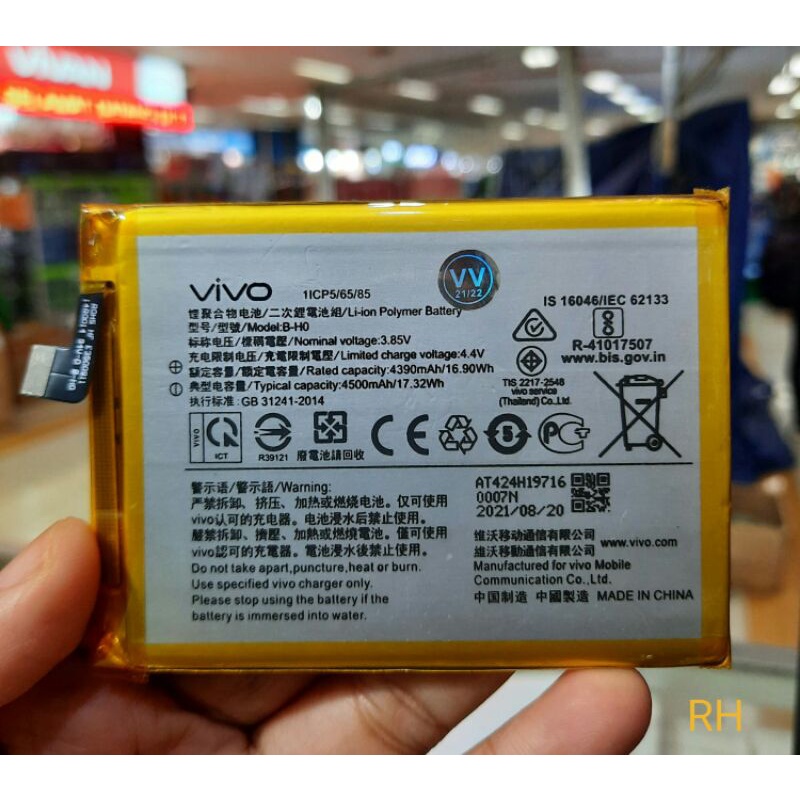 vivo
1ICP5/65/85
VV
21/22
锂聚合物电池/二次鋰電池組/Li-ion Polymer Battery
型号/型號/Model:B-H0
标称电压/標稱電壓/Nominal voltage:3.85V
充电限制电压/充電限制電壓/Limited charge voltage:4.4V
额定容量/額定容量/Rated capacity:4390mAh/16.90Wh
典型容量/典型容量/Typical capacity:4500mAh/17.32Wh
执行标准: GB 31241-2014
IS 16046/IEC 62133
R-41017507
www.bis.gov.in
TIS 2217-2548
vivo service
(Thailand) Co.,Ltd.
VIVO
ICT
R39121
廢電池請回收
CE
警示语/警示語/Warning:
严禁拆卸、挤压、加热或燃烧电池。仅可使用
vivo认可的充电器。电池浸水后禁止使用。
嚴禁拆卸、擠壓、加熱或燃燒電池。僅可使用
vivo認可的充電器。電池浸水後禁止使用。
Do not take apart,puncture,heat or burn.
Use specified vivo charger only.
Please stop using the battery if the
battery is immersed into water.
AT424H19716
0007N
2021/08/20
维沃移动通信有限公司
維沃移動通信有限公司
www.vivo.com
Manufactured for vivo Mobile
Communication Co.,Ltd.
中国制造 中國製造 MADE IN CHINA
RH